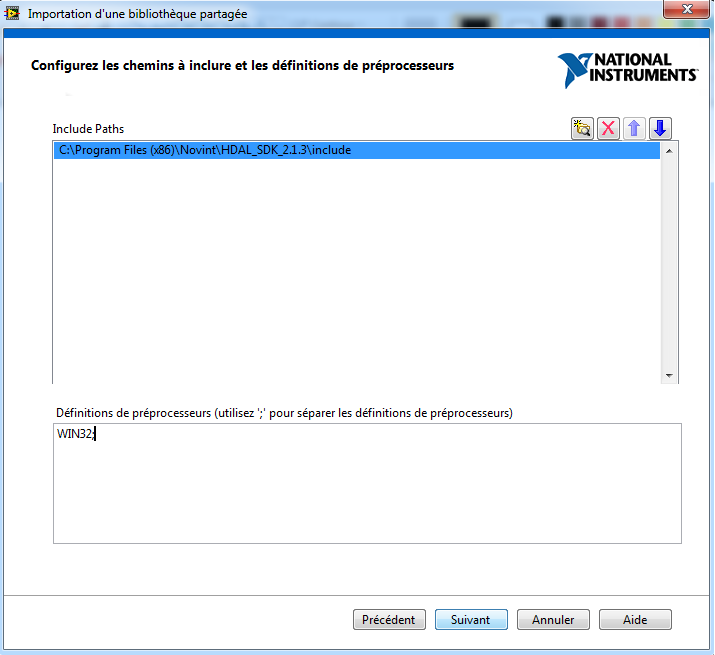 Importation d'une bibliothèque partagée
Configurez les chemins à inclure et les définitions de préprocesseurs
NATIONAL
INSTRUMENTS™
Include Paths
C:\Program Files (x86)\Novint\HDAL_SDK_2.1.3\include
Définitions de préprocesseurs (utilisez ';' pour séparer les définitions de préprocesseurs)
WIN32;
Précédent
Suivant
Annuler
Aide